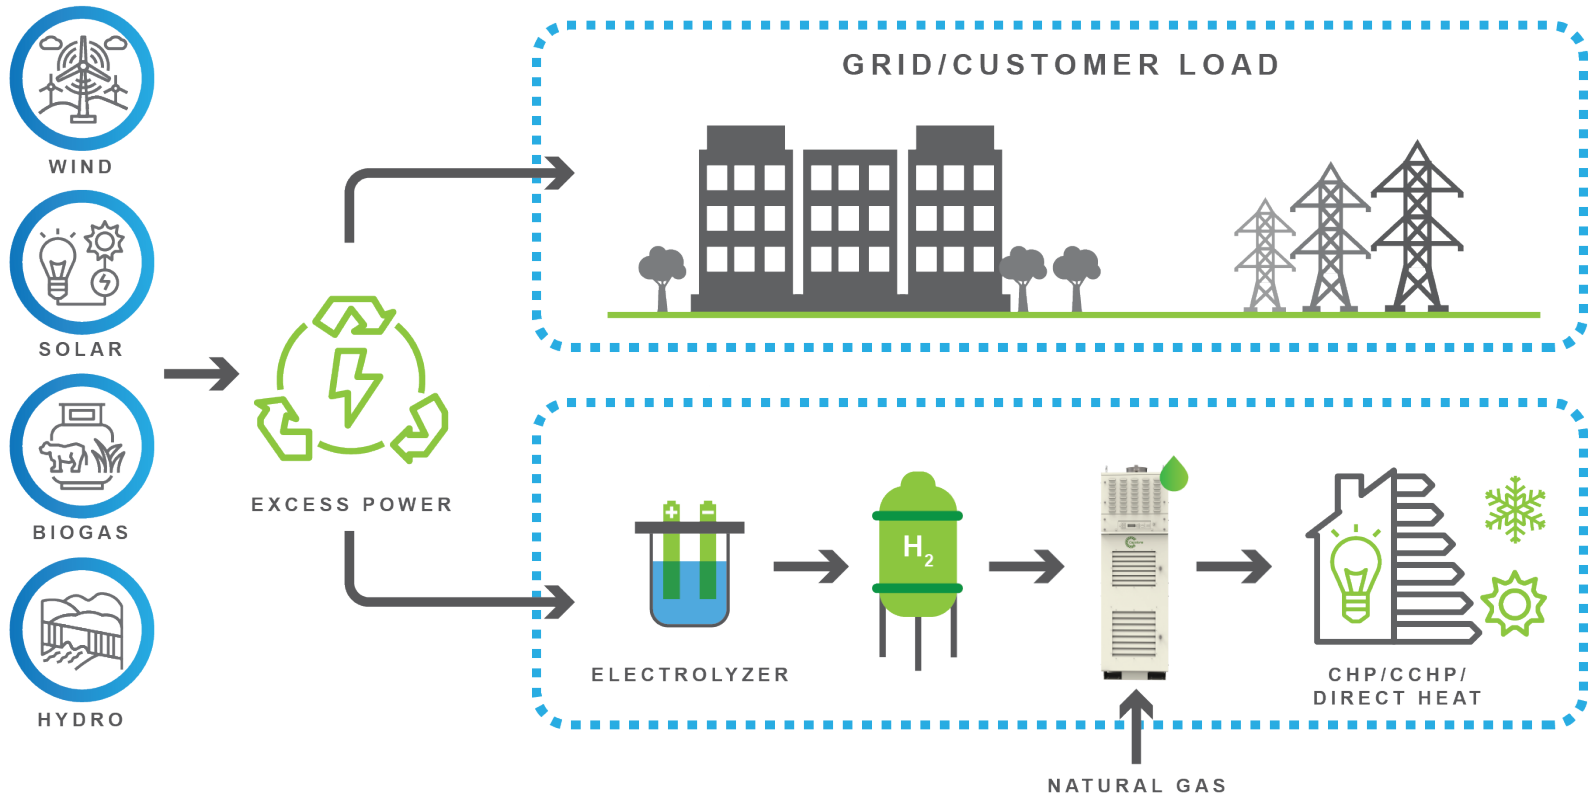 WIND
SOLAR
BIOGAS
HYDRO
EXCESS POWER
GRID/CUSTOMER LOAD
+
-
ELECTROLYZER
H2
NATURAL GAS
CHP/CCHP/
DIRECT HEAT